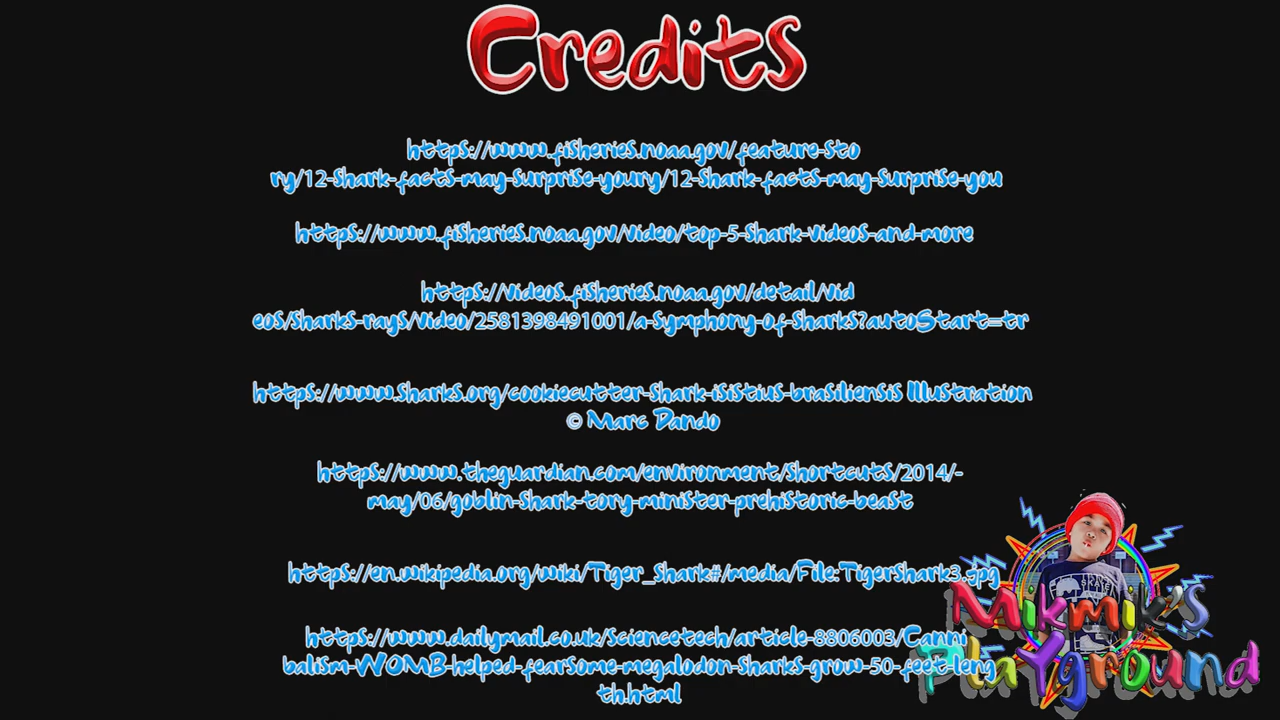 Credits
https://www.fisheries.noaa.gov/feature-sto
ry/12-shark-facts-may-surprise-youry/12-shark-facts-may-surprise-you
https://www.fisheries.noaa.gov/video/top-5-shark-videos-and-more
https://videos.fisheries.noaa.gov/detail/vid
eos/sharks-rays/video/2581398491001/a-symphony-of-sharks?autoStart=tr
https://www.sharks.org/cookiecutter-shark-isistius-brasiliensis Illustration
© Marc Dando
https://www.theguardian.com/environment/shortcuts/2014/-
may/06/goblin-shark-tory-minister-prehistoric-beast
https://en.wikipedia.org/wiki/Tiger_shark#/media/File:Tigershark3.jpg
https://www.dailymail.co.uk/sciencetech/article-8806003/Canni
balism-WOMB-helped-fearsome-megalodon-sharks-grow-50-feet-leng
th.html
Mikmik's
Playground